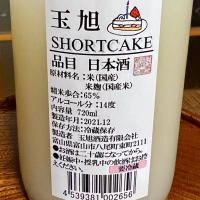 玉旭
SHORTCAKE
品目 日本酒
原材料名：米(国産)
米麹(国産米)
精米歩合:65%
アルコール分:14度
内容量 720ml
製造年月:2021.12
保存方法:冷蔵保存
製造者 玉旭酒造有限会社
富山県富山市八尾町東町2111
●お酒は二十歳になってから。
●妊娠中・授乳中の飲酒はお控
要冷蔵
4539381002656